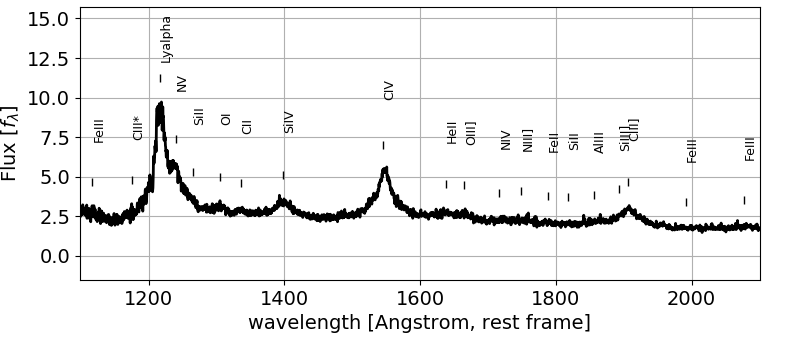 Flux [fλ]
15.0
12.5
10.0
7.5
5.0
2.5
0.0
FeIII
CIII*
Lyalpha
NV
SiII
OI
CII
SiIV
CIV
HeII
OIII]
NIV
NIII]
FeII
SiII
AlIII
SiIII]
CIII]
FeIII
FeIII
1200
1400
1600
1800
2000
wavelength [Angstrom, rest frame]